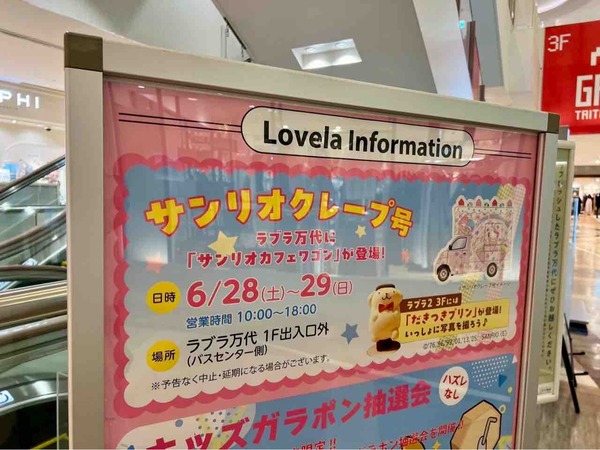 PHI
3F
TAIT
Lovela Information
サンリオクレープ号
ラブラ万代に
「サンリオカフェワゴン」が登場!
日時 6/28(土)~29(日)
営業時間 10:00~18:00
場所 ラブラ万代 1F出入口外
(バスセンター側)
※予告なく中止・延期になる場合がございます。
ラブラ2 3Fには
「だきつきプリン」が登場!
いっしょに写真を撮ろう♪
キッズガラポン抽選会
ハズレ
なし